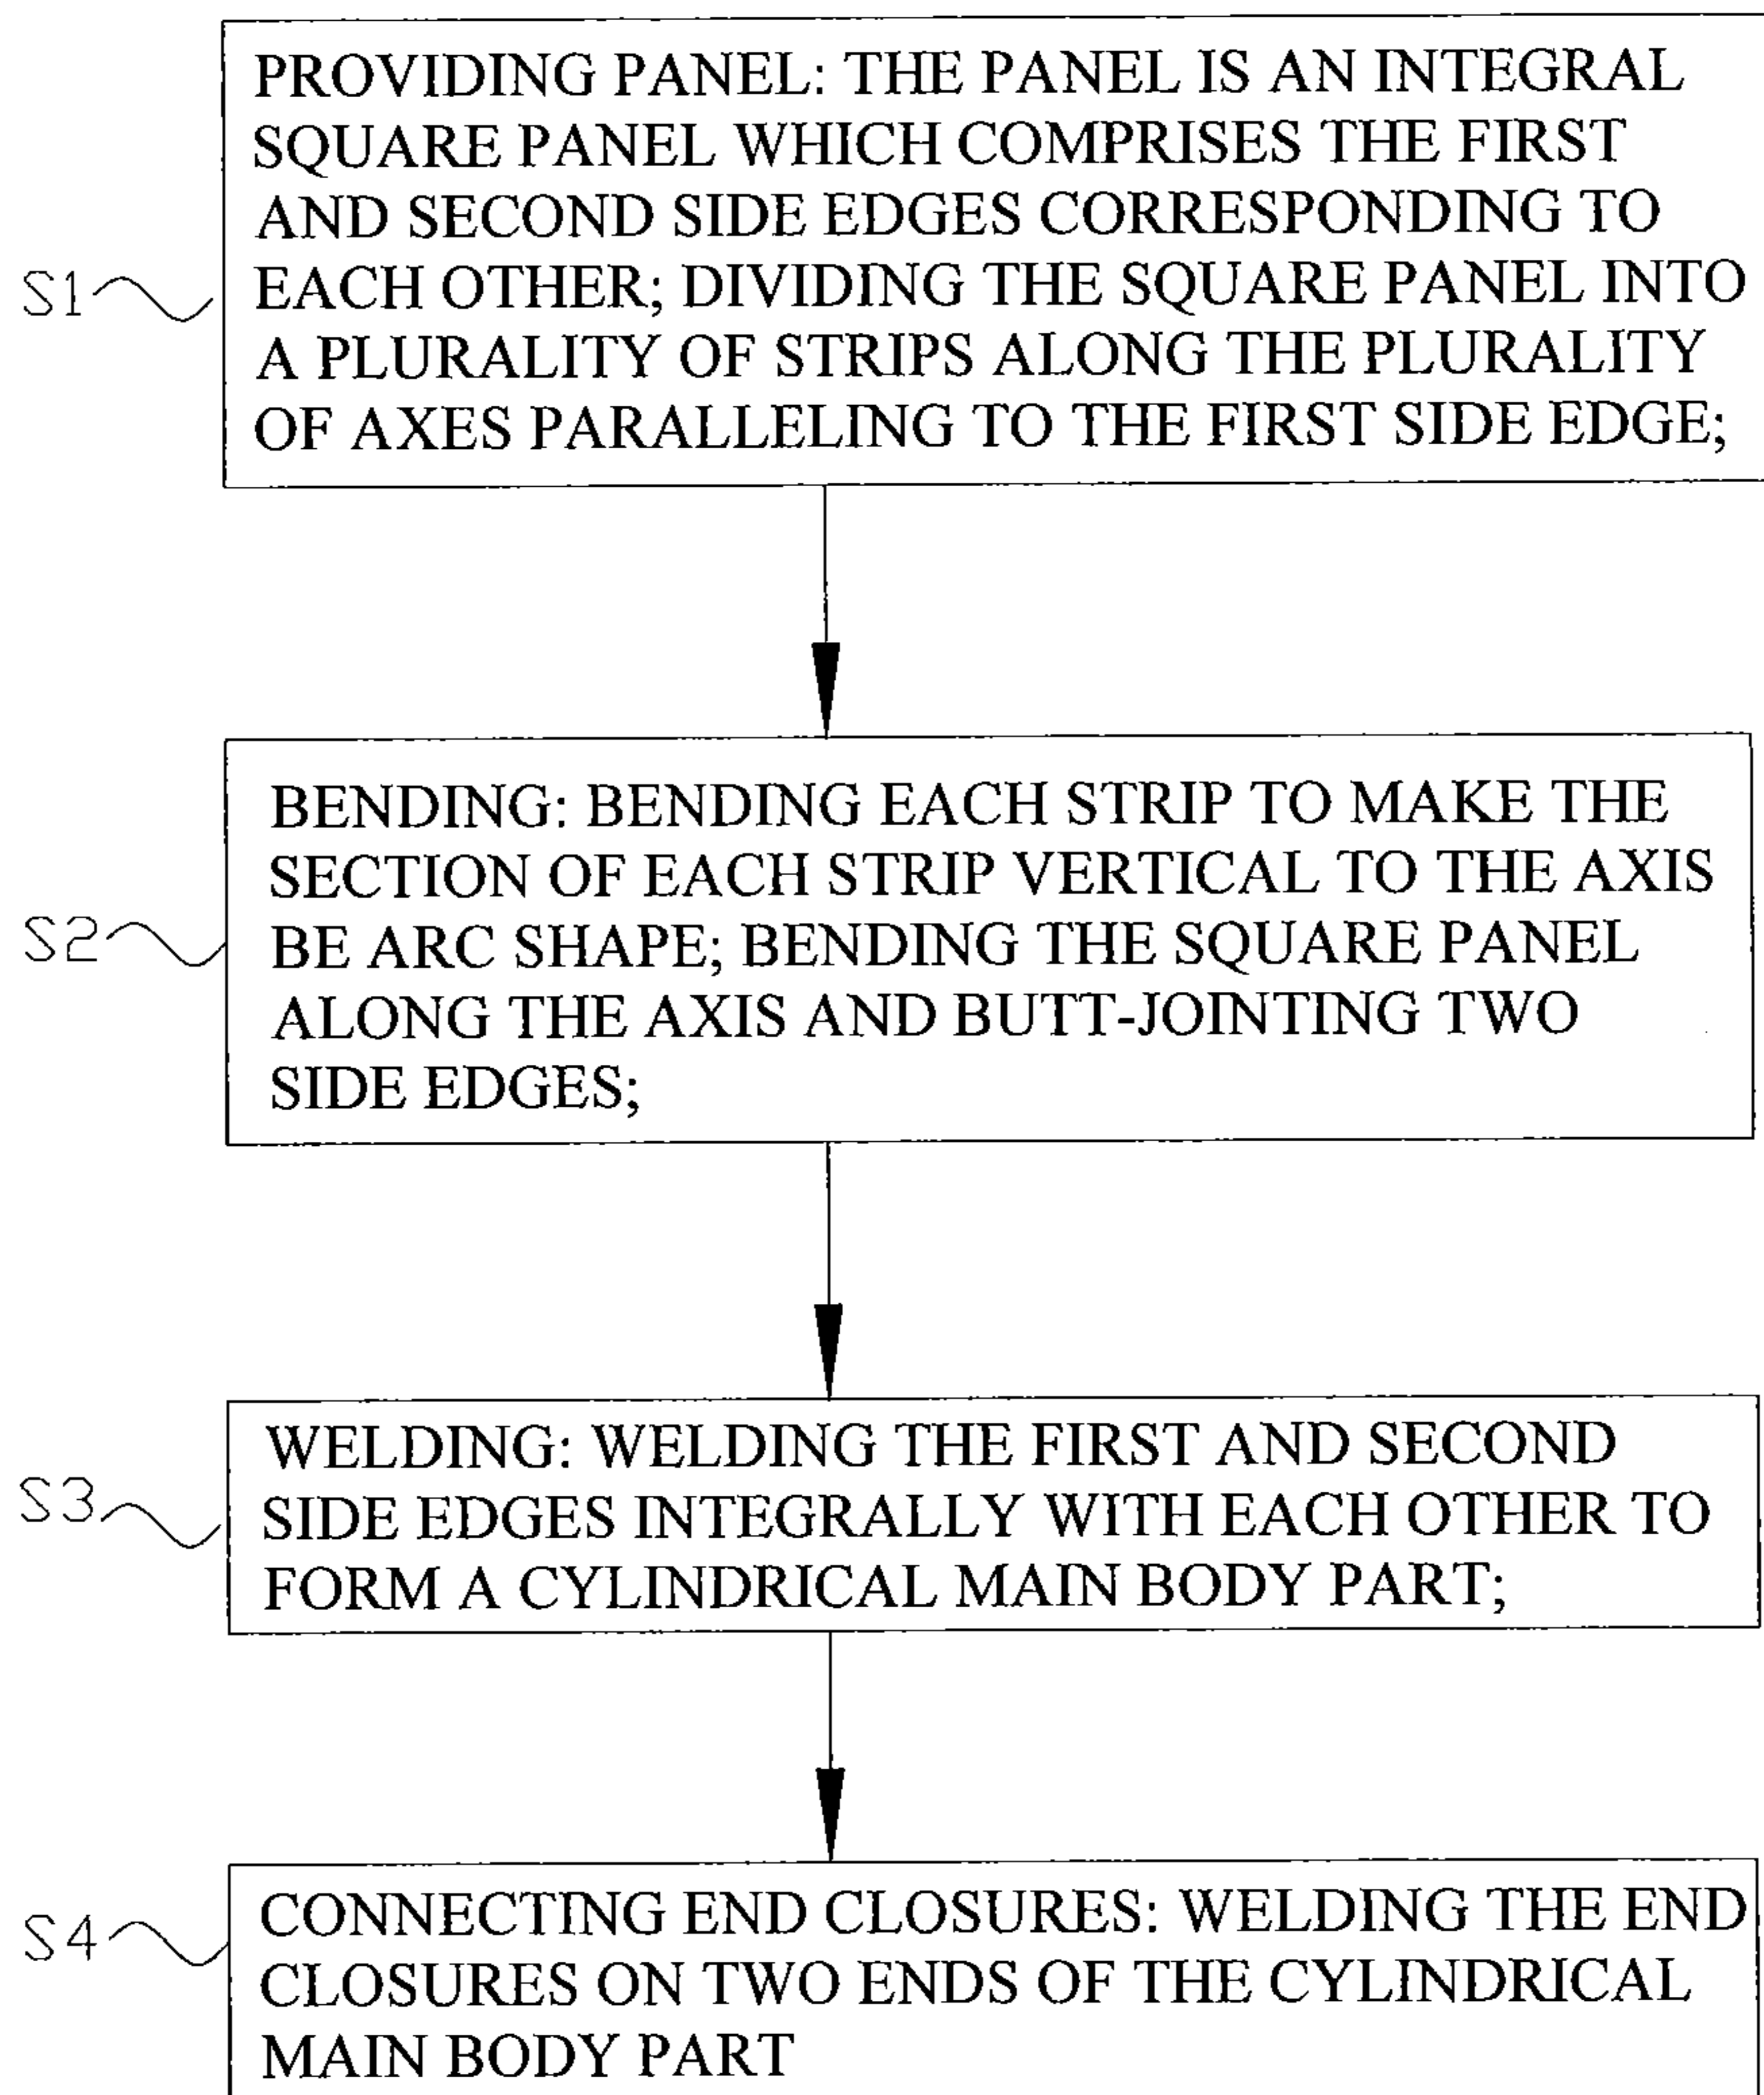 PROVIDING PANEL: THE PANEL IS AN INTEGRAL
SQUARE PANEL WHICH COMPRISES THE FIRST
AND SECOND SIDE EDGES CORRESPONDING TO
S1 EACH OTHER; DIVIDING THE SQUARE PANEL INTO
A PLURALITY OF STRIPS ALONG THE PLURALITY
OF AXES PARALLELING TO THE FIRST SIDE EDGE;
BENDING: BENDING EACH STRIP TO MAKE THE
SECTION OF EACH STRIP VERTICAL TO THE AXIS
S2 BE ARC SHAPE; BENDING THE SQUARE PANEL
ALONG THE AXIS AND BUTT-JOINTING TWO
SIDE EDGES;
WELDING: WELDING THE FIRST AND SECOND
S3 SIDE EDGES INTEGRALLY WITH EACH OTHER TO
FORM A CYLINDRICAL MAIN BODY PART;
S4 CONNECTING END CLOSURES: WELDING THE END
CLOSURES ON TWO ENDS OF THE CYLINDRICAL
MAIN BODY PART